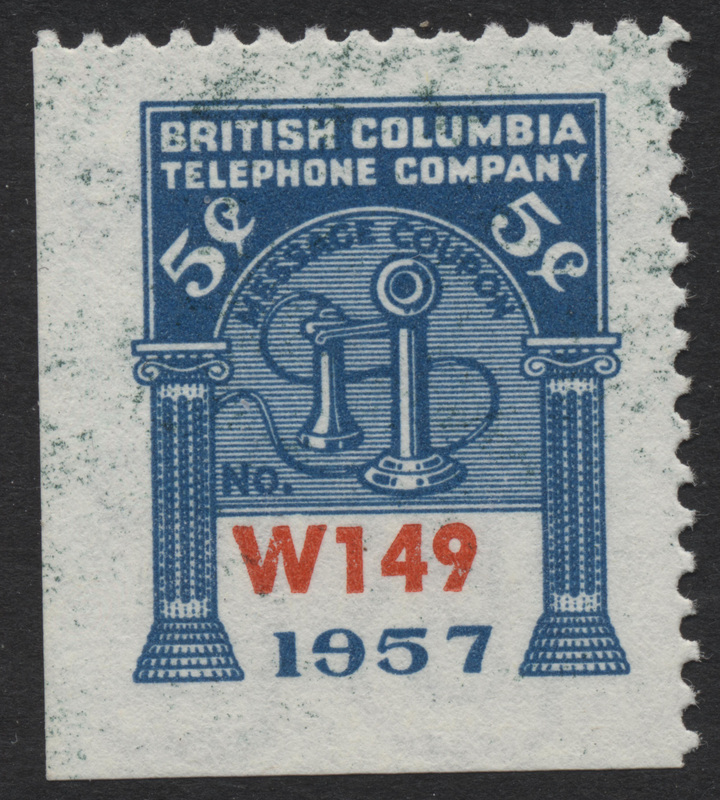 BRITISH COLUMBIA
TELEPHONE COMPANY
5¢ 5¢
MESSAGE COUPON
No.
W149
1957